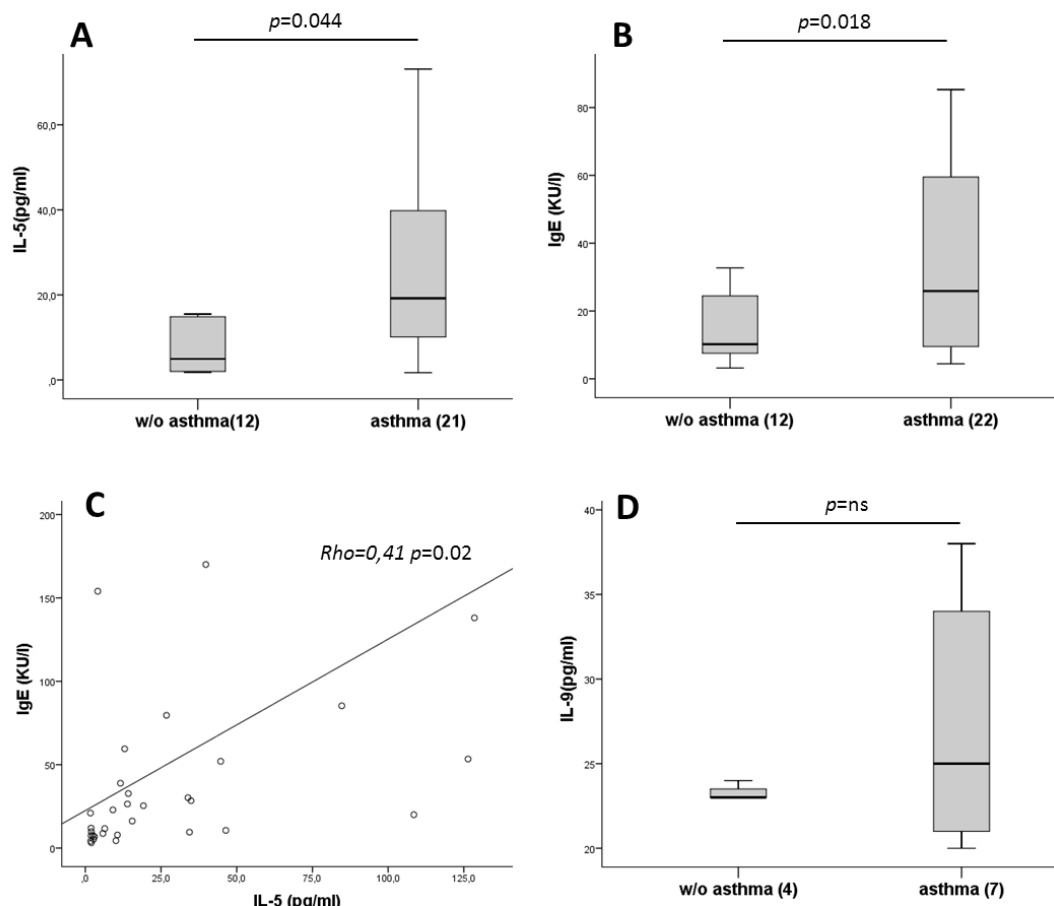 A
p=0.044
IL-5(pg/ml)
60,0
40,0
20,0
,0
w/o asthma(12)
asthma (21)
B
p=0.018
IgE (KU/l)
80
60
40
20
0
w/o asthma (12)
asthma (22)
C
Rho=0,41 p=0.02
IgE (KU/l)
200
150
100
50
0
,0
25,0
50,0
75,0
100,0
125,0
IL-5 (pg/ml)
D
p=ns
IL-9(pg/ml)
40
35
30
25
20
w/o asthma (4)
asthma (7)